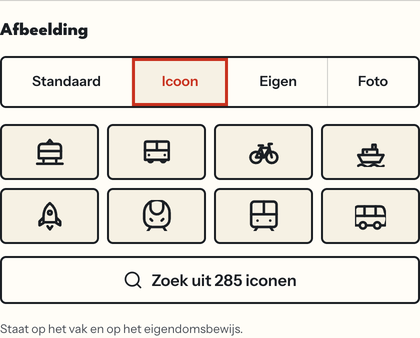 Afbeelding
Standaard Icoon Eigen Foto
Zoek uit 285 iconen
Staat op het vak en op het eigendomsbewijs.